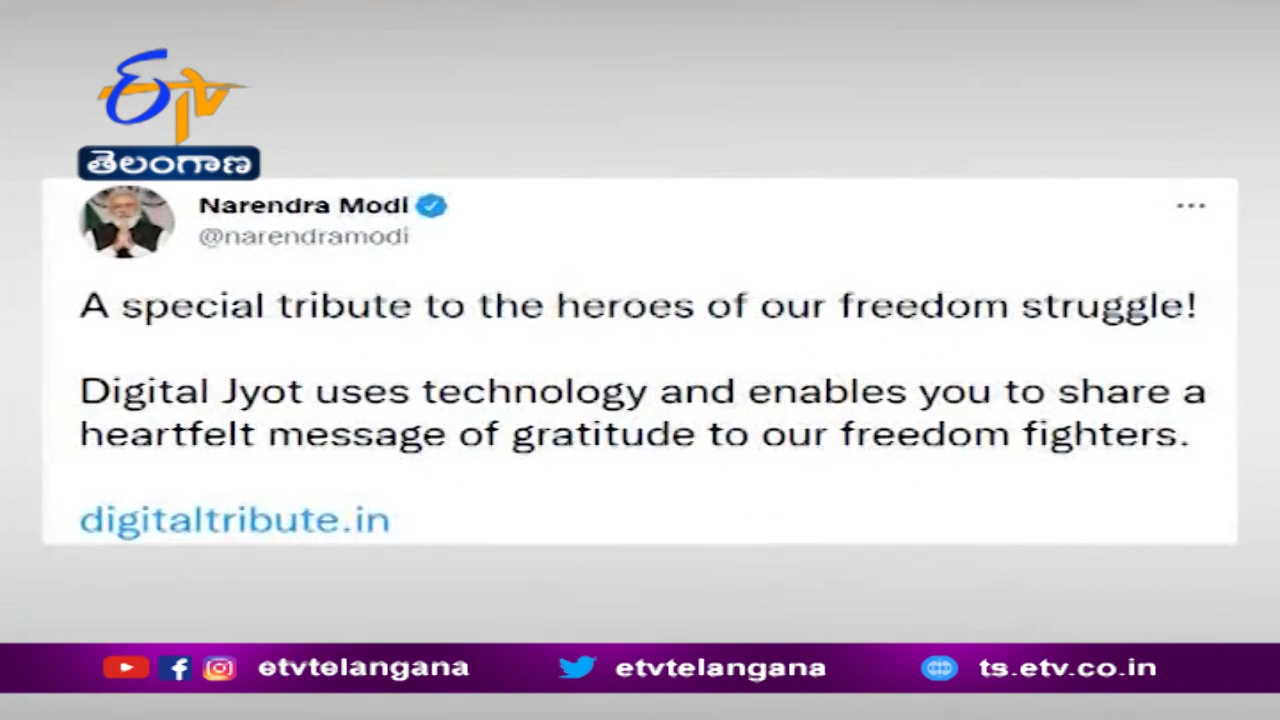 ETV
తెలంగాణ
Narendra Modi
@narendramodi
A special tribute to the heroes of our freedom struggle!
Digital Jyot uses technology and enables you to share a
heartfelt message of gratitude to our freedom fighters.
digitaltribute.in
etvtelangana etvtelangana ts.etv.co.in